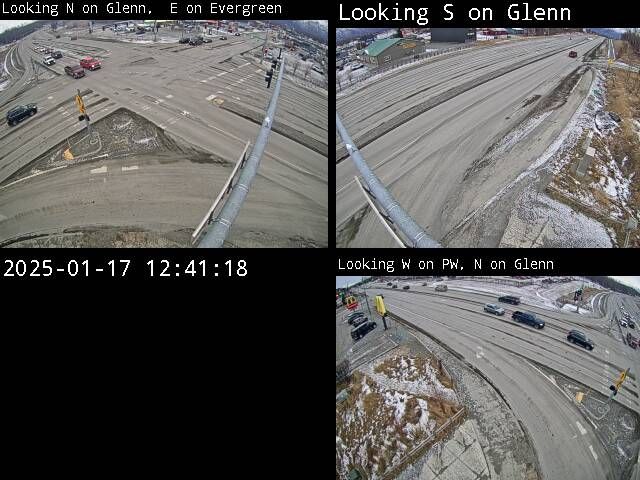 Looking N on Glenn,  E on Evergreen
Looking S on Glenn
2025-01-17 12:41:18
Looking W on PW, N on Glenn